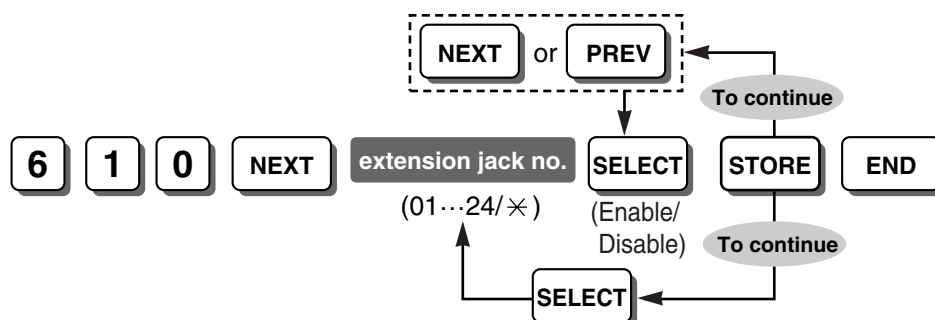 NEXT or PREV
To continue
6 1 0 NEXT extension jack no. SELECT STORE END
(01···24/✳) (Enable/
Disable)
To continue
SELECT